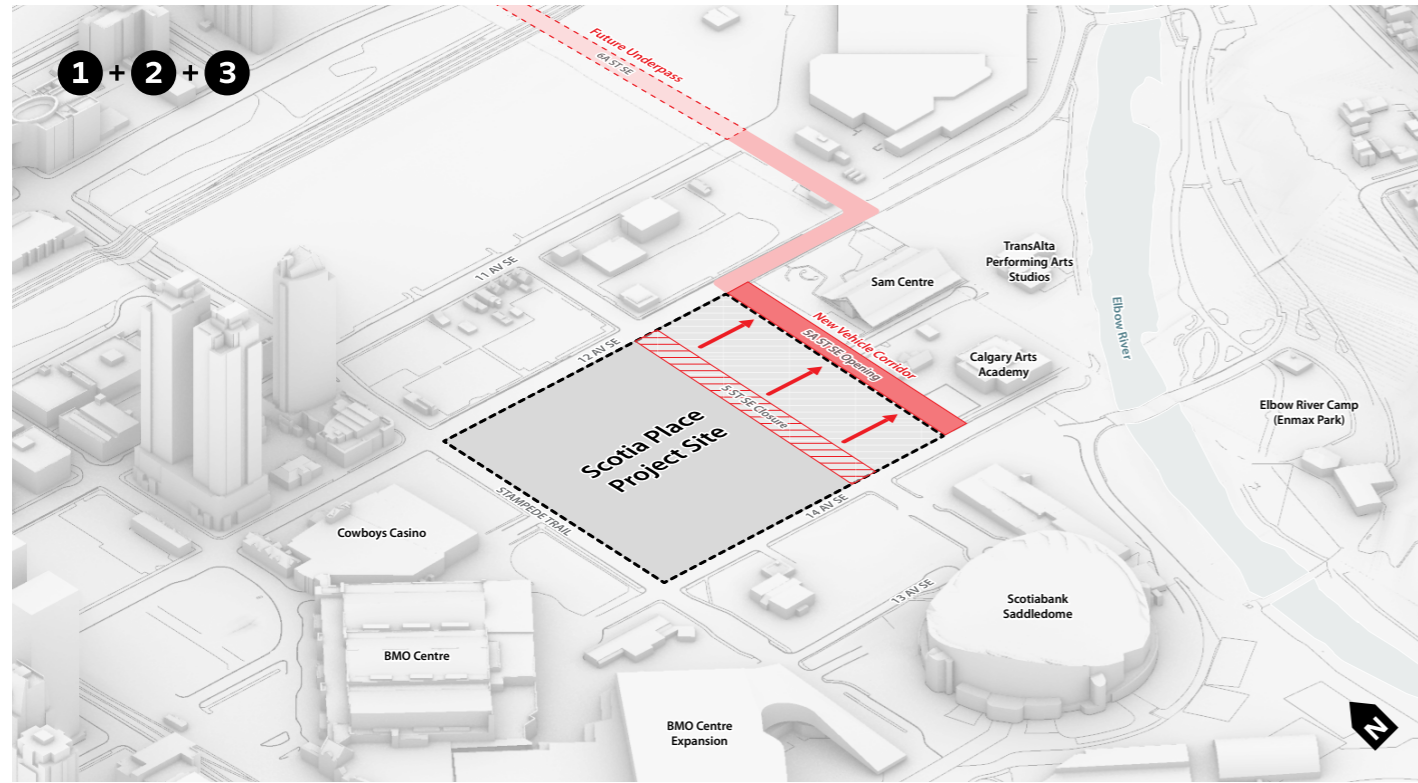 1 + 2 + 3
Future Underpass
6A ST SE
11 AV SE
12 AV SE
Sam Centre
TransAlta
Performing Arts
Studios
Elbow River
New Vehicle Corridor
5A ST SE Opening
Calgary Arts
Academy
5 ST SE Closure
Scotia Place
Project Site
Elbow River Camp
(Enmax Park)
STAMPEDE TRAIL
14 AV SE
Cowboys Casino
13 AV SE
Scotiabank
Saddledome
BMO Centre
BMO Centre
Expansion
N